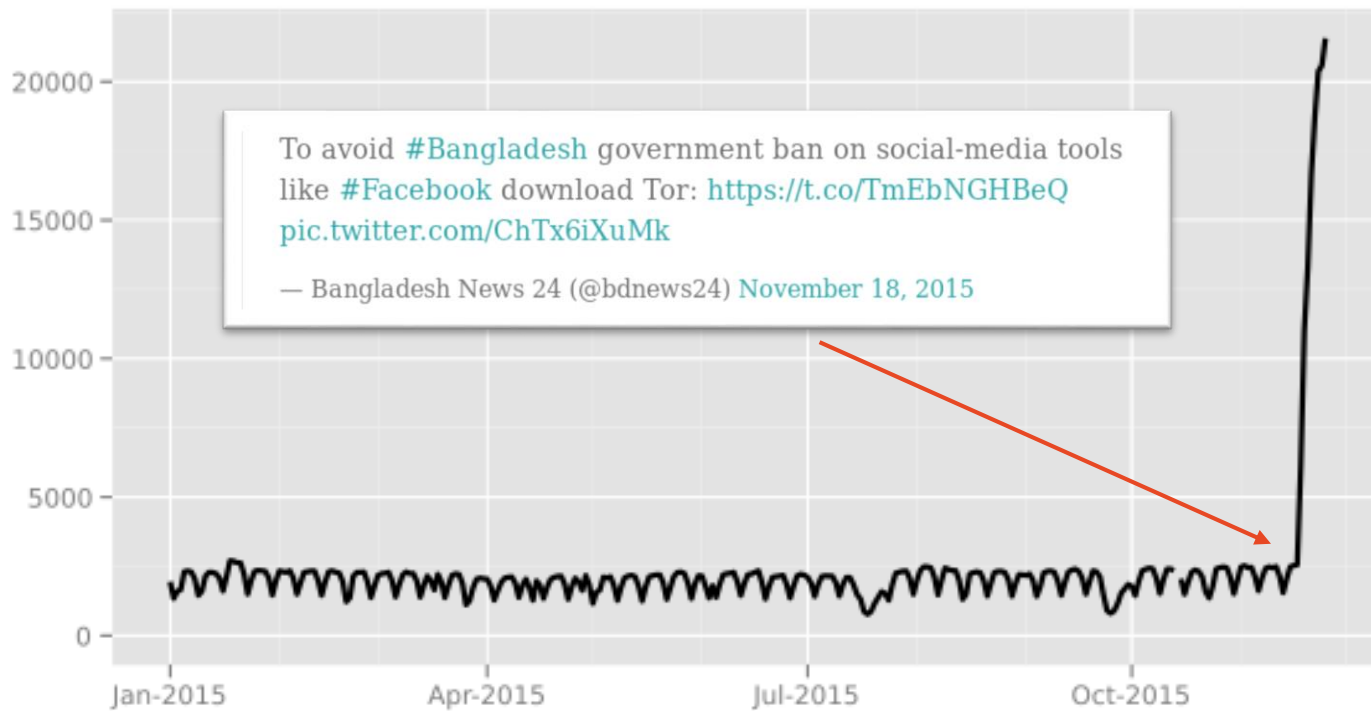 20000
To avoid #Bangladesh government ban on social-media tools
like #Facebook download Tor: https://t.co/TmEbNGHBeQ
pic.twitter.com/ChTx6iXuMk
— Bangladesh News 24 (@bdnews24) November 18, 2015
15000
10000
5000
0
Jan-2015 Apr-2015 Jul-2015 Oct-2015